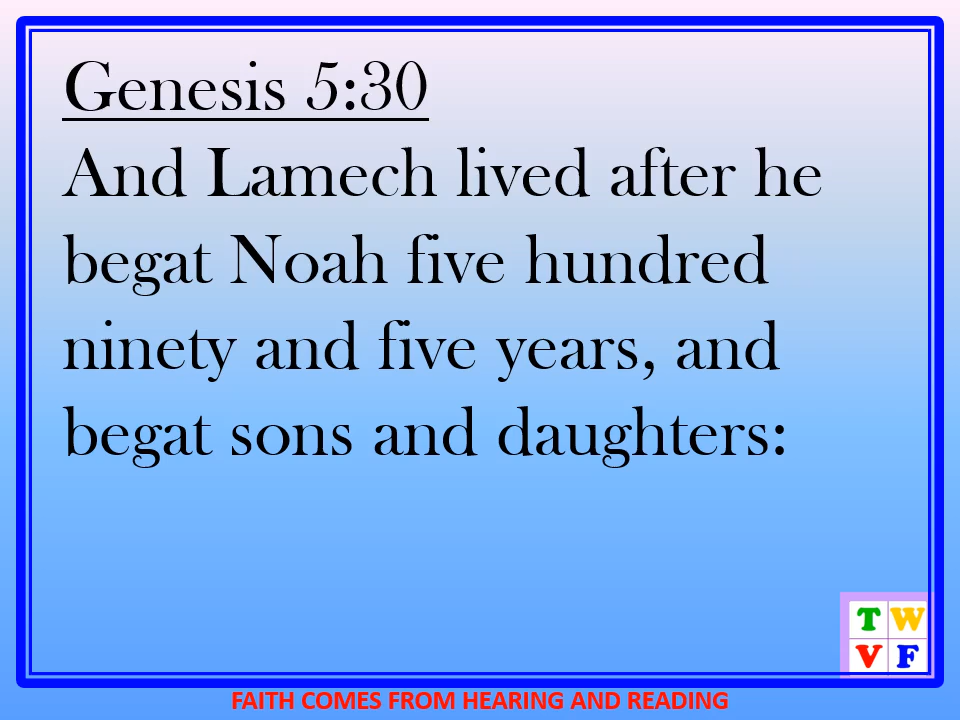 Genesis 5:30
And Lamech lived after he
begat Noah five hundred
ninety and five years, and
begat sons and daughters:
T W
V F
FAITH COMES FROM HEARING AND READING